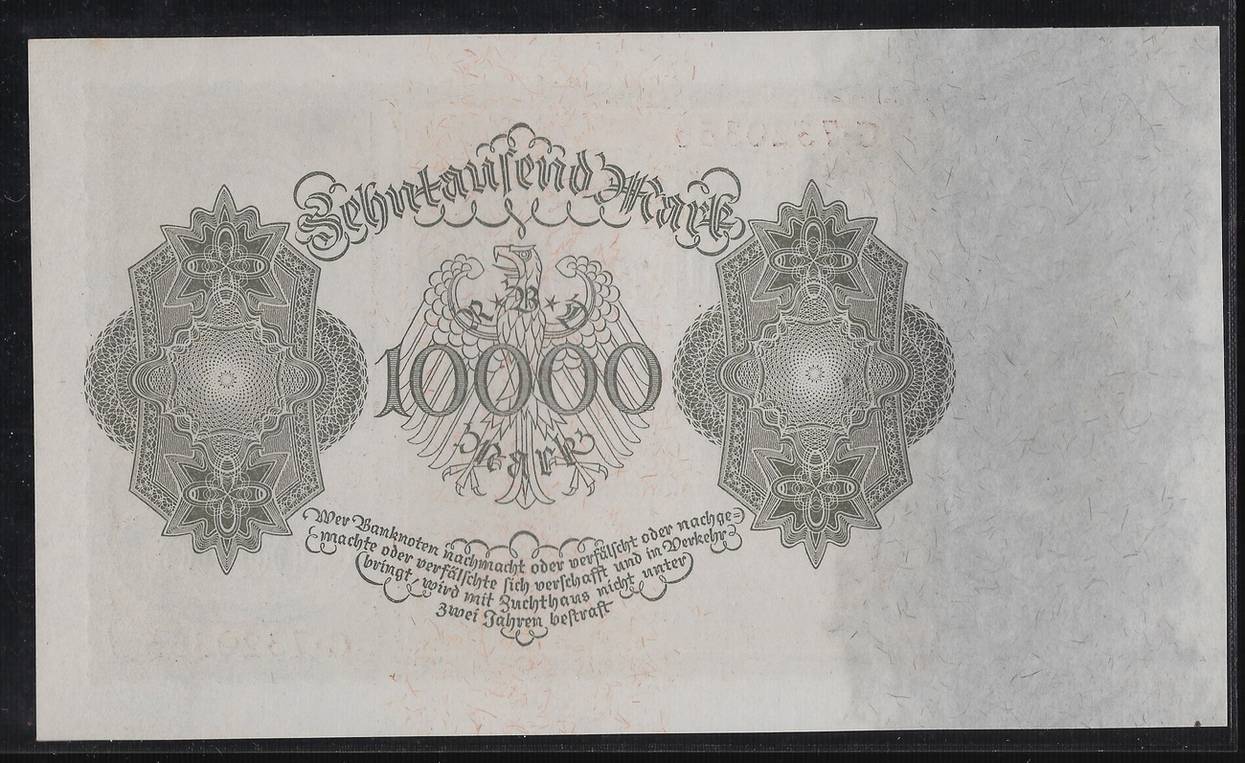 Zehntausend Mark
R*B*D
10000
Mark
Wer Banknoten nachmacht oder verfälscht oder nachge=
machte oder verfälschte sich verschafft und in Verkehr
bringt, wird mit Zuchthaus nicht unter
zwei Jahren bestraft